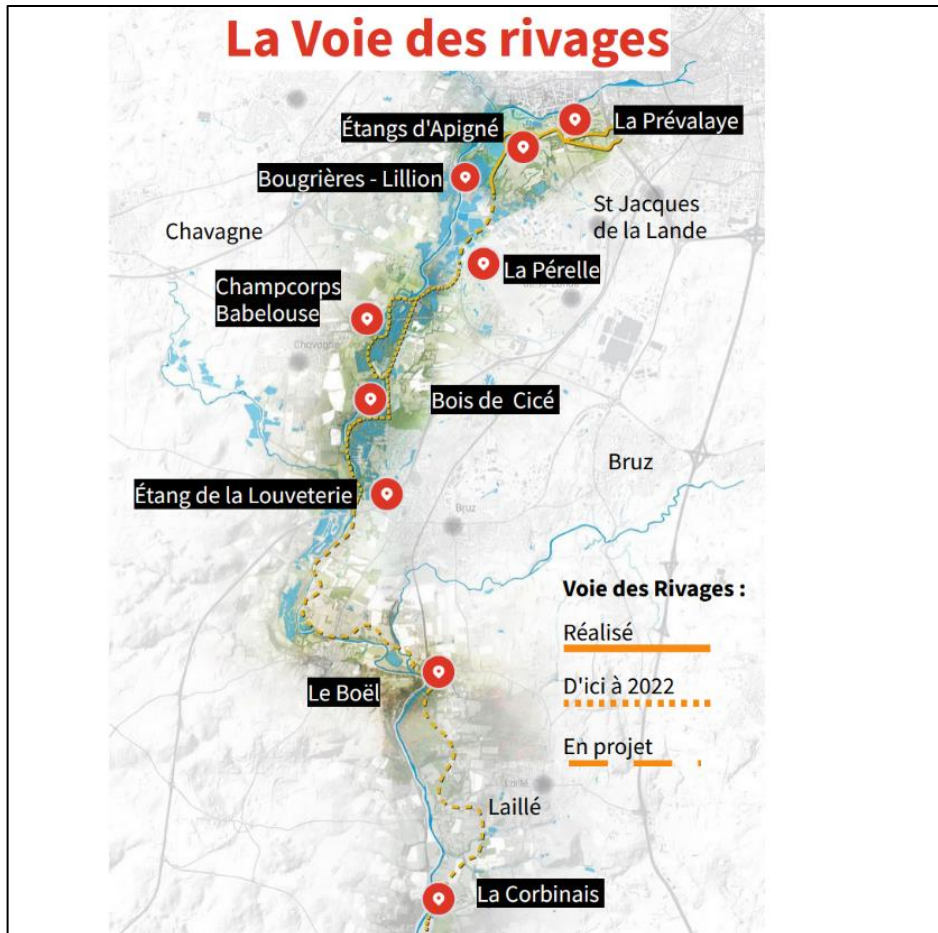 La Voie des rivages
La Prévalaye
Étangs d'Apigné
Bougrières - Lillion
St Jacques
de la Lande
Chavagne
La Pérelle
Champcorps
Babelouse
Chavagne
Bois de Cicé
Bruz
Étang de la Louveterie
Bruz
Voie des Rivages :
Réalisé
D'ici à 2022
En projet
Le Boël
Laillé
La Corbinais